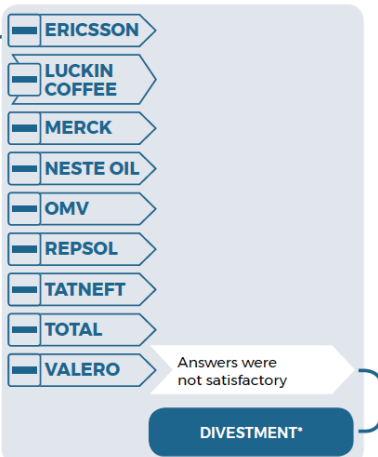 ERICSSON
LUCKIN
COFFEE
MERCK
NESTE OIL
OMV
REPSOL
TATNEFT
TOTAL
VALERO
Answers were
not satisfactory
DIVESTMENT*